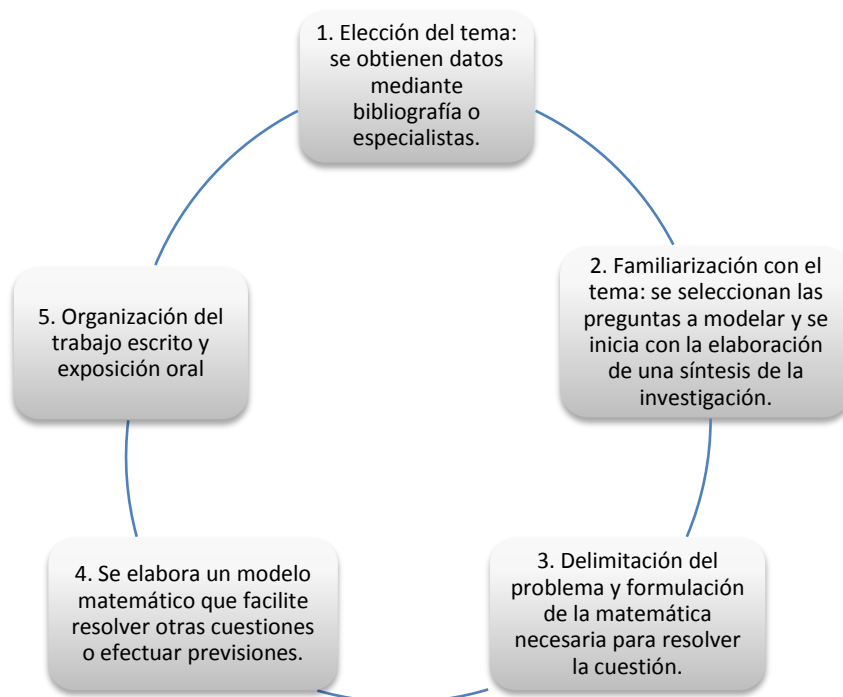 1. Elección del tema:
se obtienen datos
mediante
bibliografía o
especialistas.
2. Familiarización con el
tema: se seleccionan las
preguntas a modelar y se
inicia con la elaboración
de una síntesis de la
investigación.
3. Delimitación del
problema y formulación
de la matemática
necesaria para resolver
la cuestión.
4. Se elabora un modelo
matemático que facilite
resolver otras cuestiones
o efectuar previsiones.
5. Organización del
trabajo escrito y
exposición oral